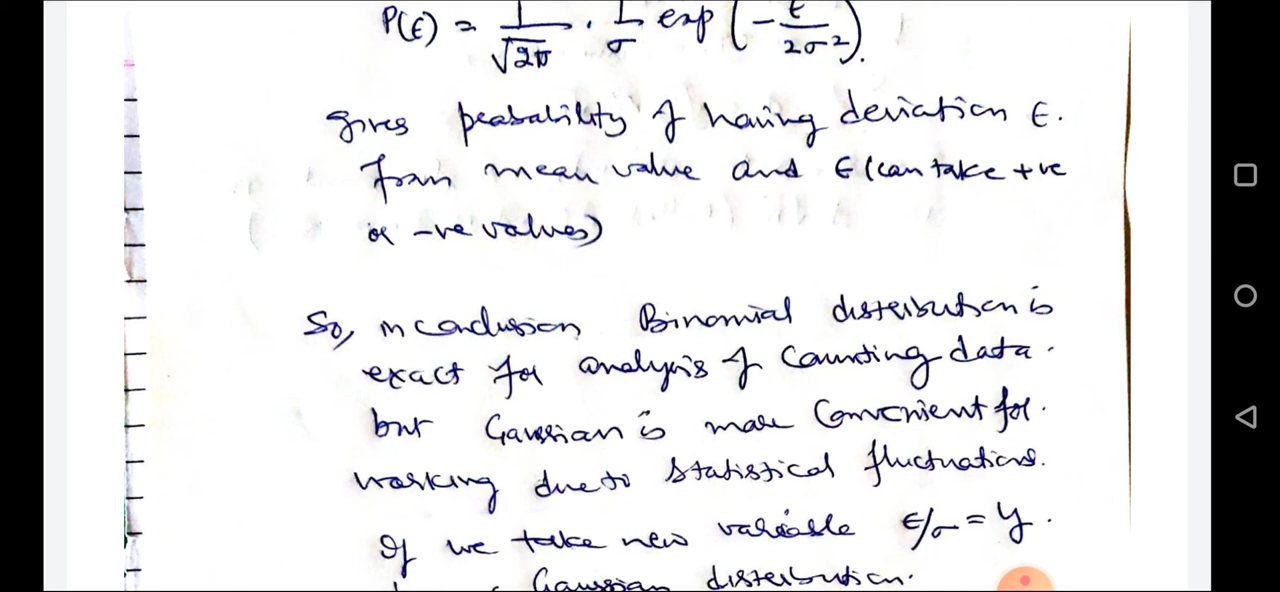 P(ϵ) = 1/√2π · 1/σ exp (- ϵ/2σ²).
gives peabability of having deviation ϵ.
from mean value and ϵ (can take +ve
or -ve values)
So, in conclusion, Binomial distribution is
exact for analysis of counting data.
but Gaussian is more convenient for.
working due to statistical fluctuations.
If we take new variable ϵ/σ = y.
Gaussian distribution.